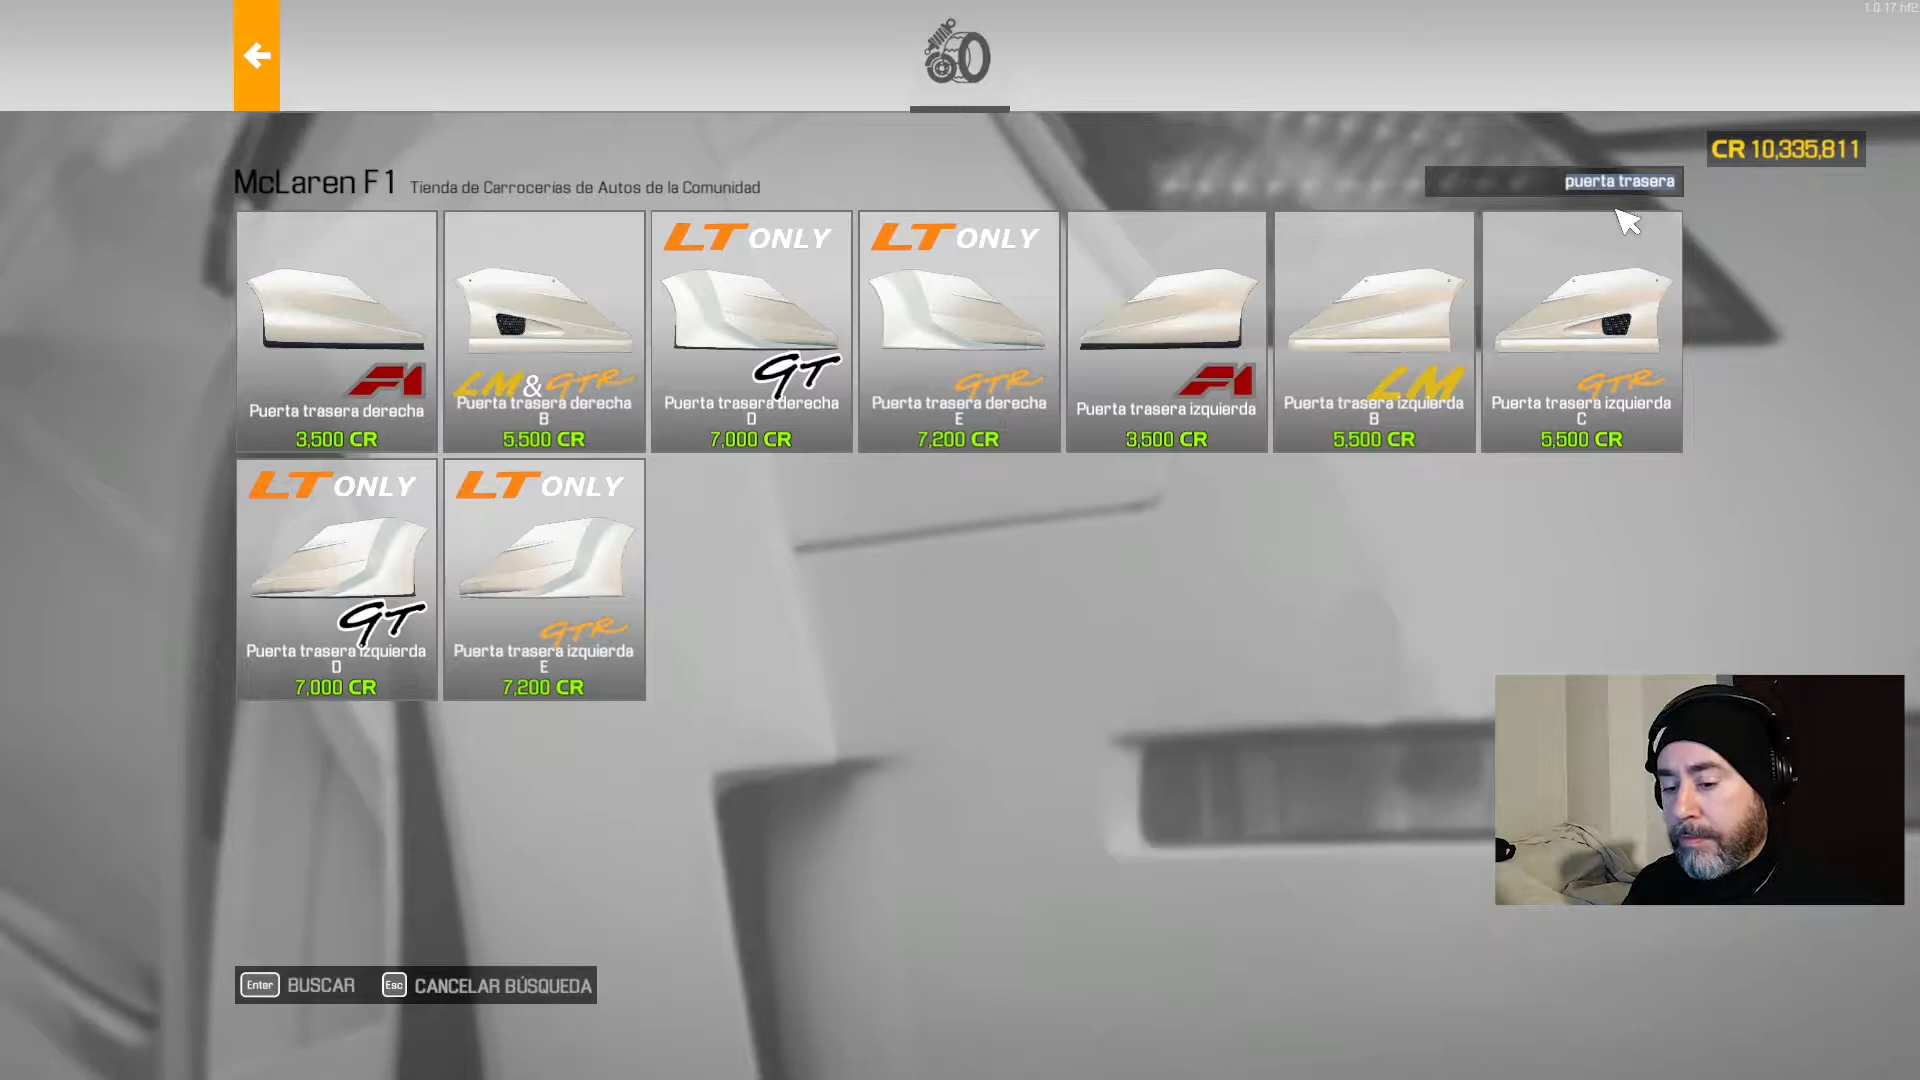 1.0.17.hf2
CR 10,335,811
McLaren F1 Tienda de Carrocerías de Autos de la Comunidad
puerta trasera
F1
Puerta trasera derecha
3,500 CR
LM & GTR
Puerta trasera derecha
B
5,500 CR
LT ONLY
GT
Puerta trasera derecha
D
7,000 CR
LT ONLY
GTR
Puerta trasera derecha
E
7,200 CR
F1
Puerta trasera izquierda
3,500 CR
LM
Puerta trasera izquierda
B
5,500 CR
GTR
Puerta trasera izquierda
C
5,500 CR
LT ONLY
GT
Puerta trasera izquierda
D
7,000 CR
LT ONLY
GTR
Puerta trasera izquierda
E
7,200 CR
Enter BUSCAR Esc CANCELAR BÚSQUEDA